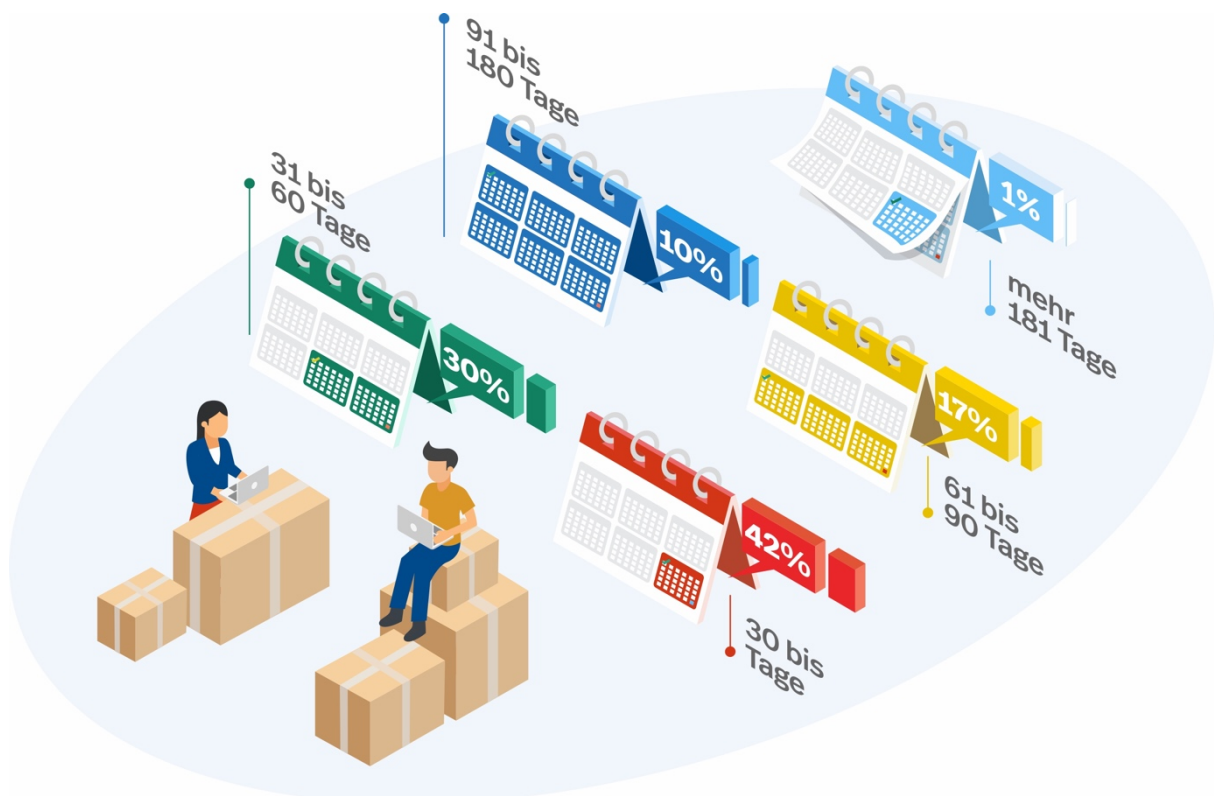 91 bis
180 Tage
31 bis
60 Tage
1%
10%
mehr
181 Tage
30%
17%
61 bis
90 Tage
42%
30 bis
Tage